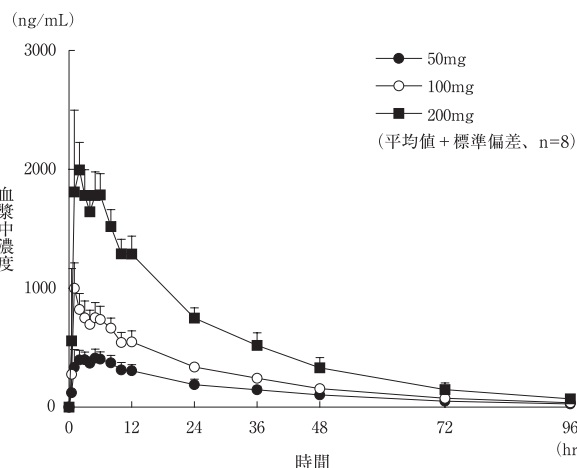 (ng/mL)
3000
2000
1000
0
血漿中濃度
50mg
100mg
200mg
(平均値+標準偏差、n=8)
0 12 24 36 48 72 96
(hr
時間